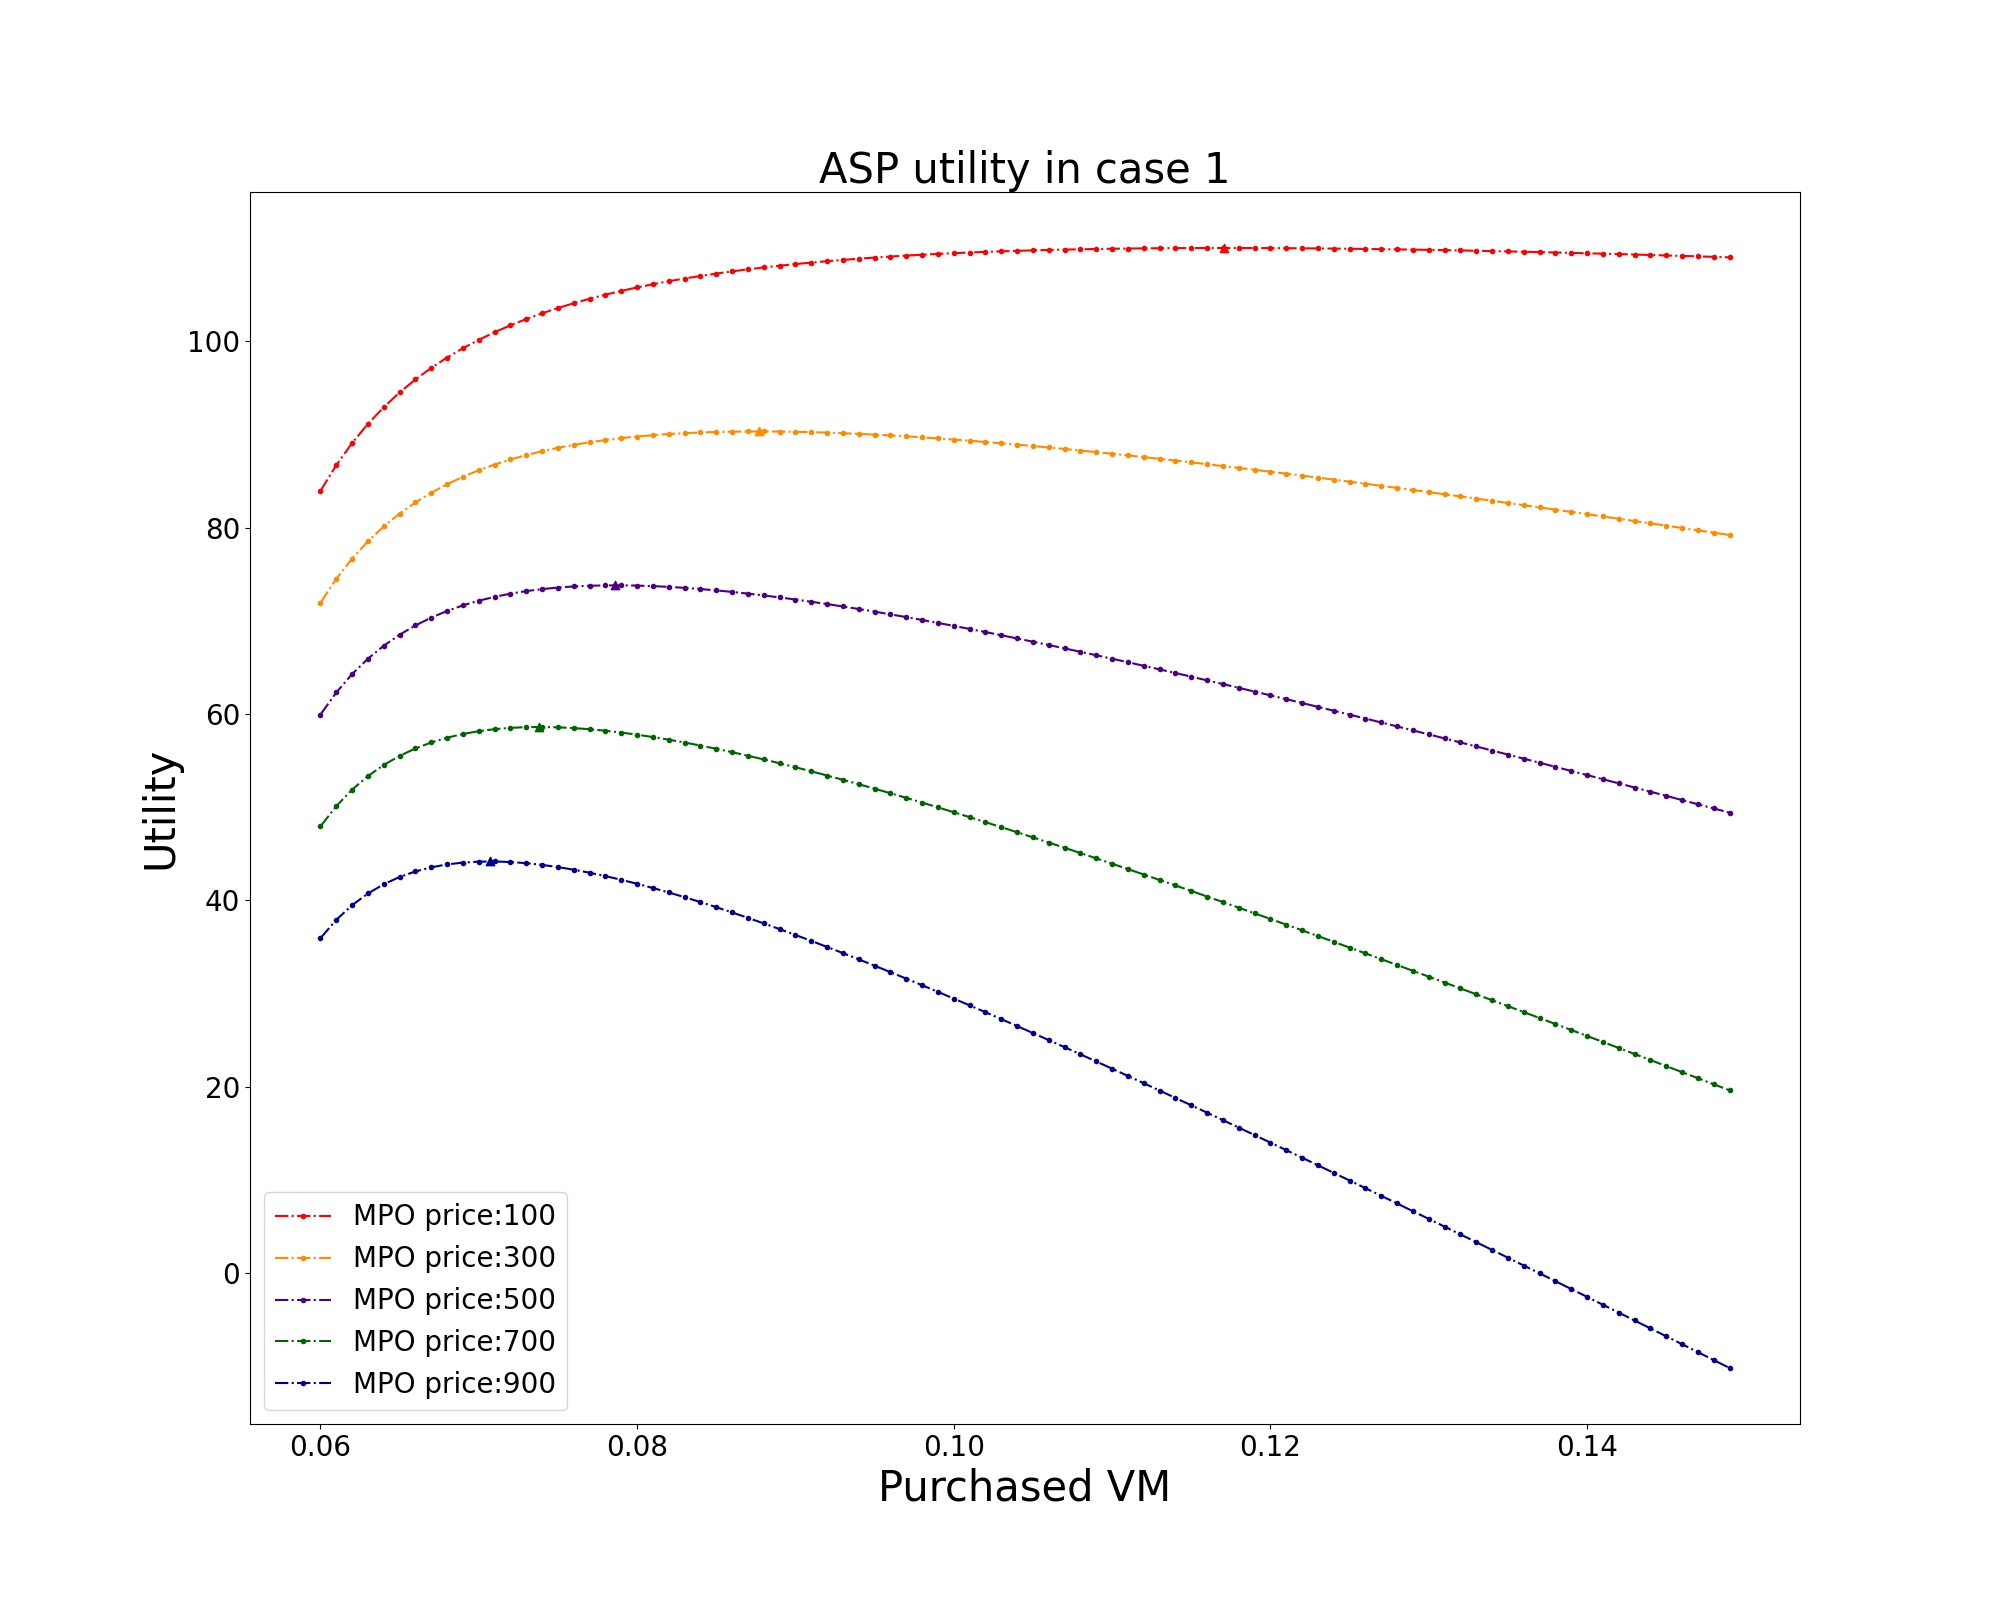 ASP utility in case 1
Utility
100
80
60
40
20
0
MPO price:100
MPO price:300
MPO price:500
MPO price:700
MPO price:900
0.06 0.08 0.10 0.12 0.14
Purchased VM